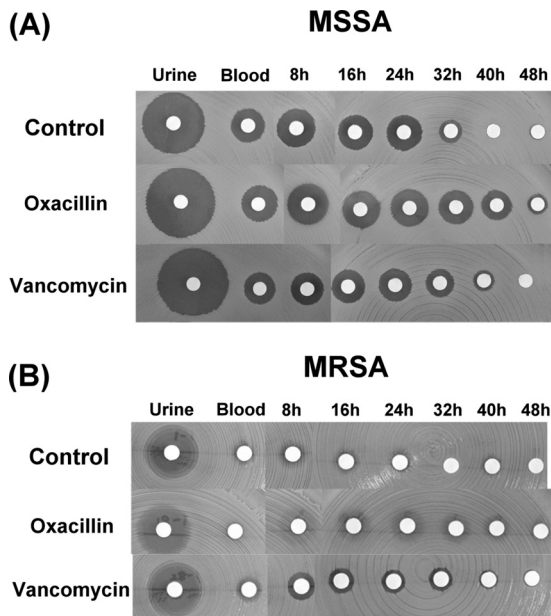 (A) MSSA
Urine Blood 8h 16h 24h 32h 40h 48h
Control
Oxacillin
Vancomycin
(B) MRSA
Urine Blood 8h 16h 24h 32h 40h 48h
Control
Oxacillin
Vancomycin